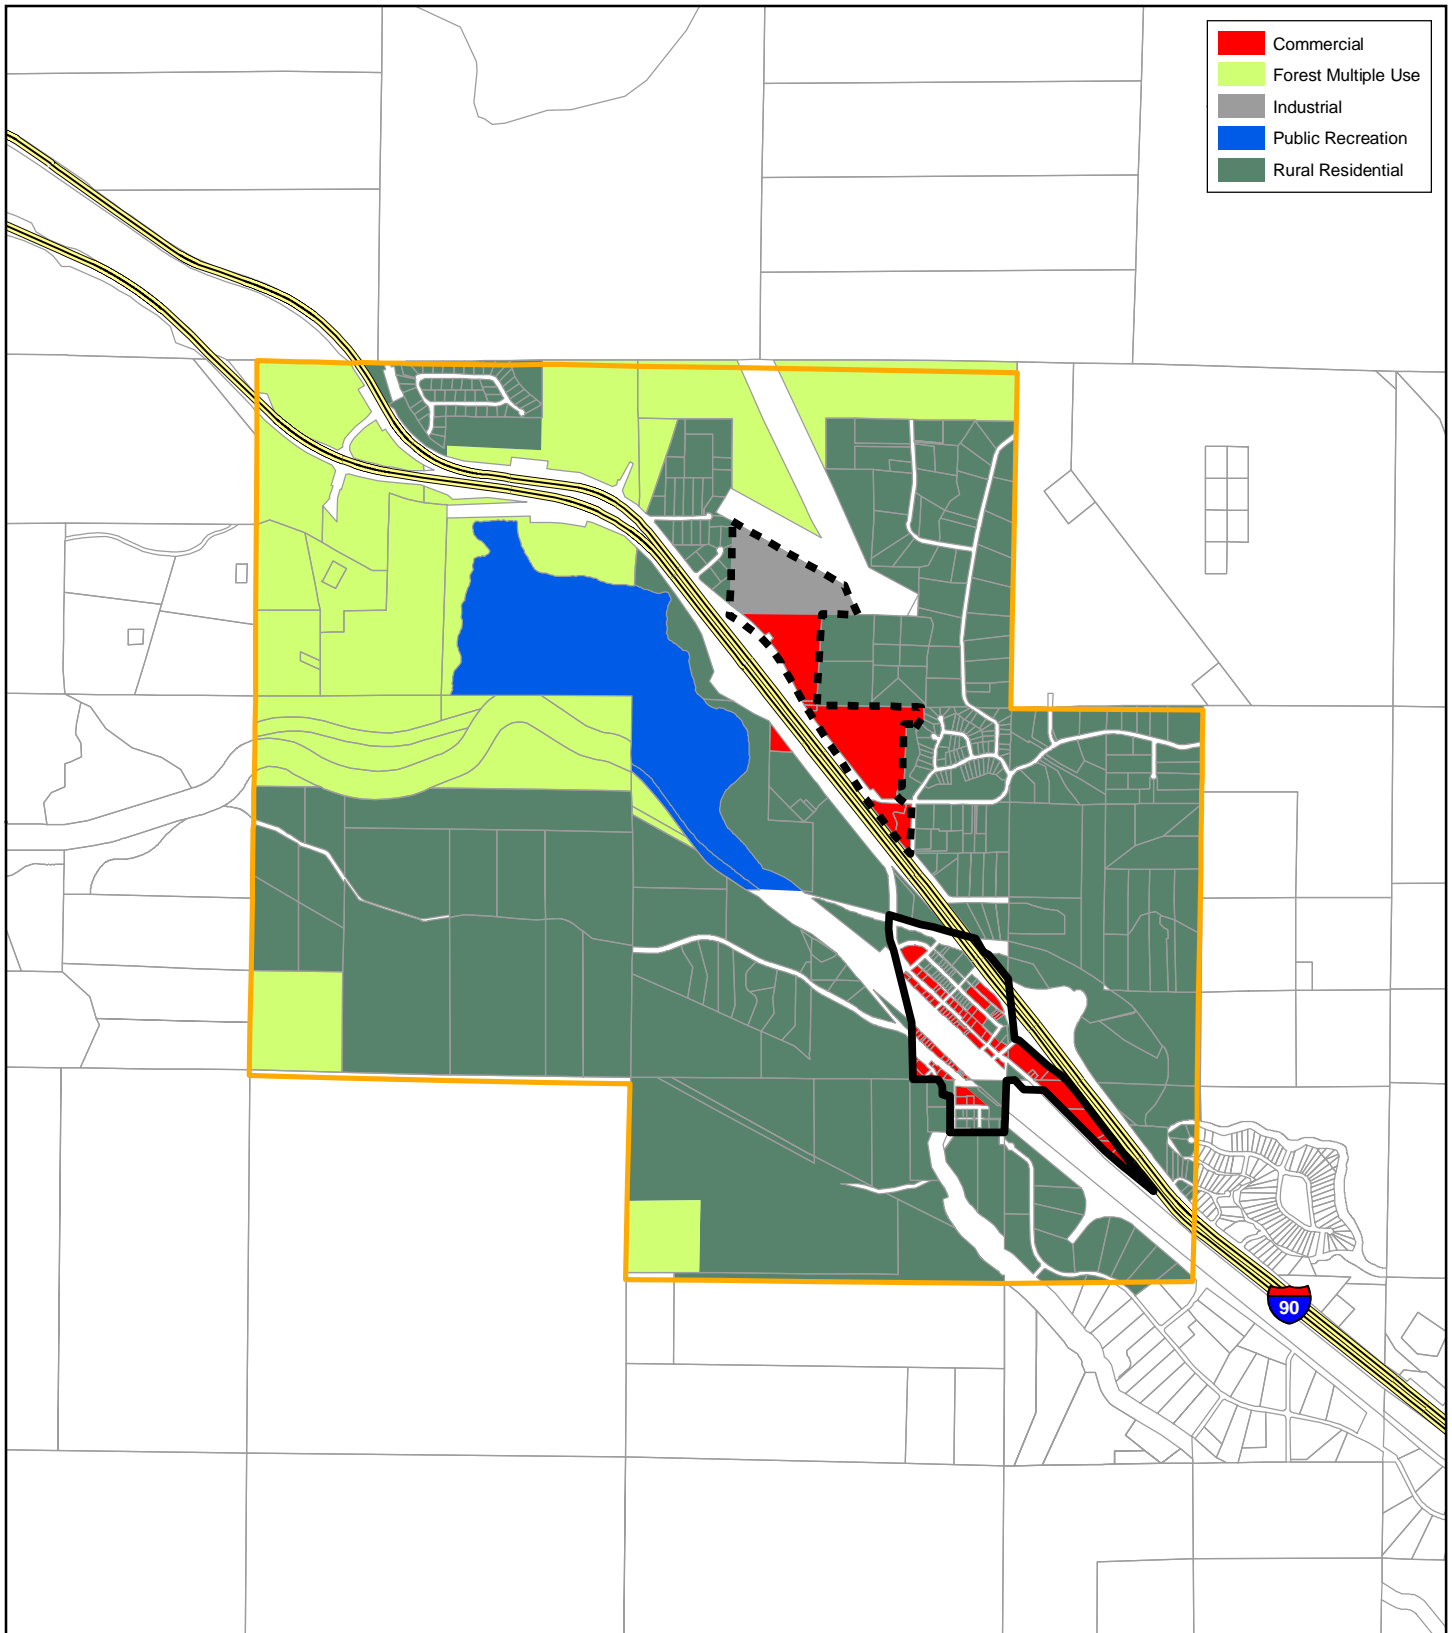 Commercial
Forest Multiple Use
Industrial
Public Recreation
Rural Residential
90